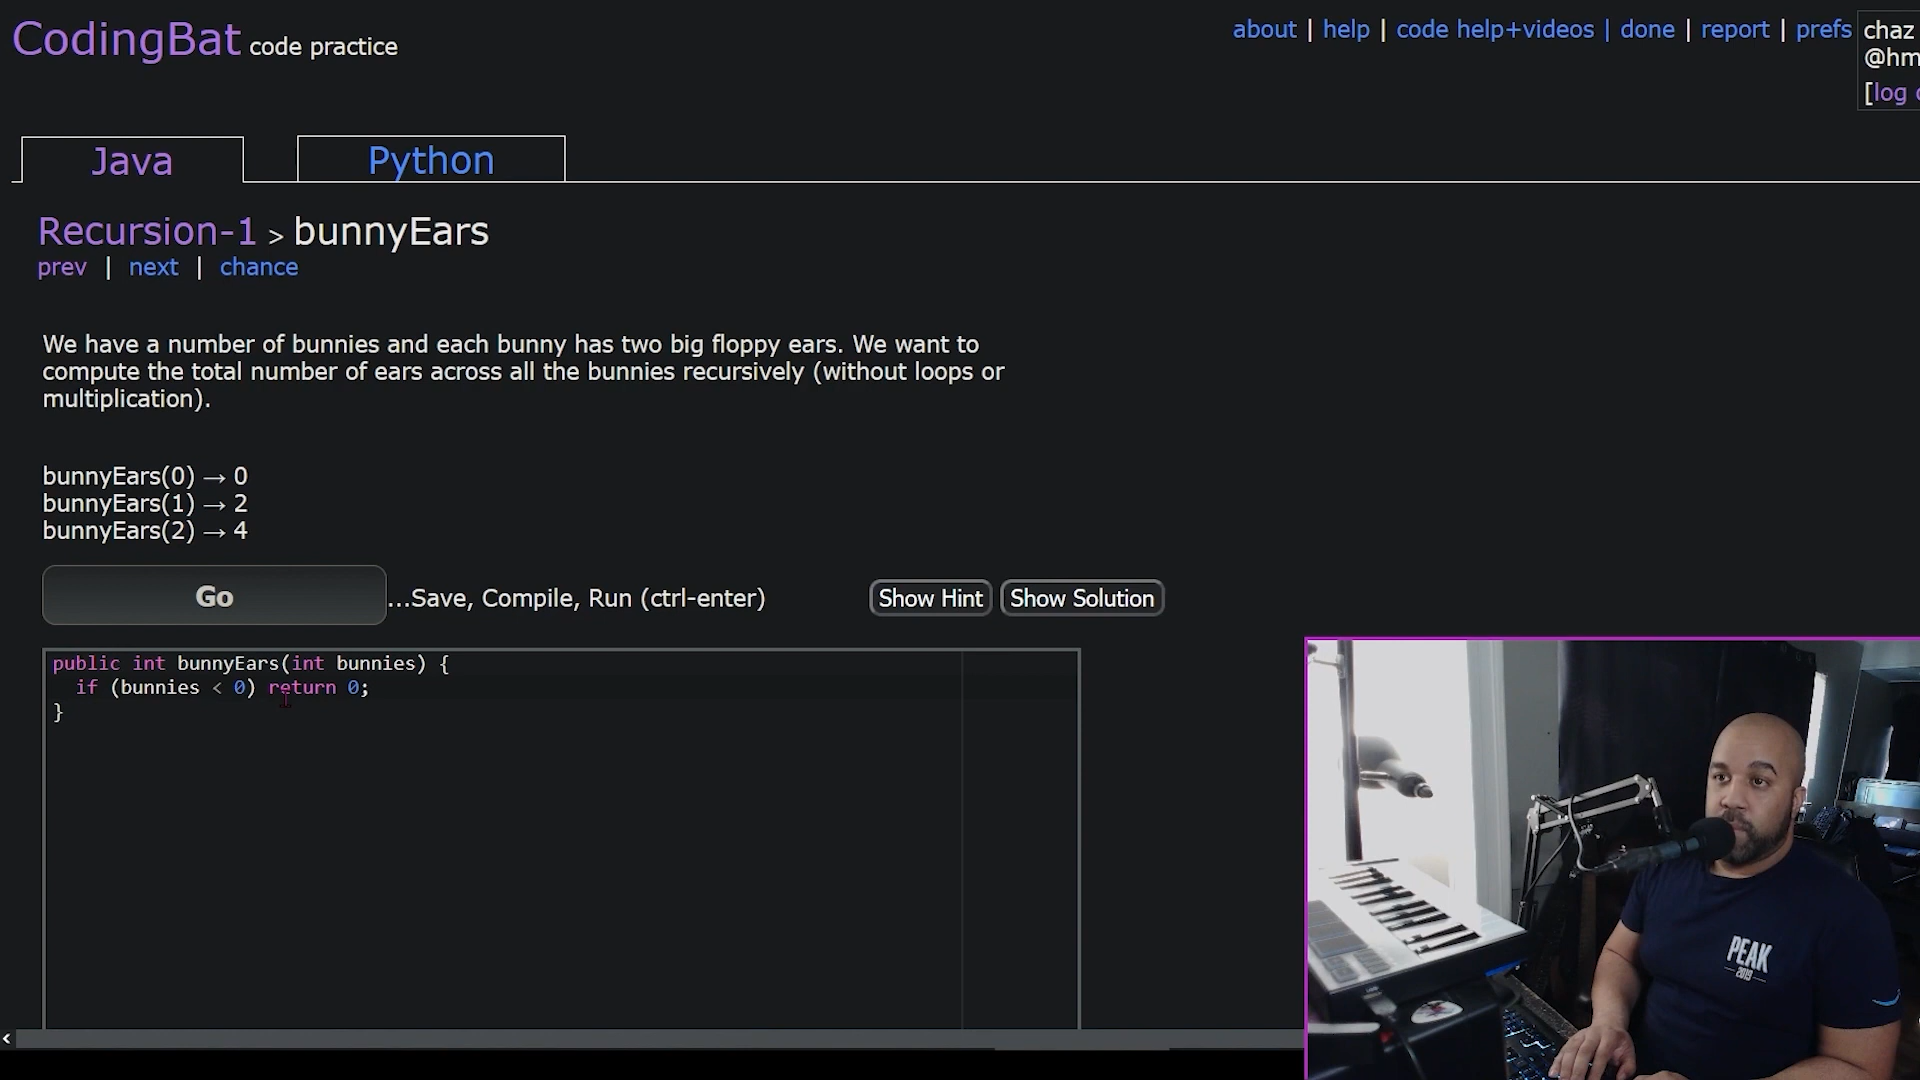 CodingBat code practice
about | help | code help+videos | done | report | prefs
chaz
@hm
[log
Java
Python
Recursion-1 > bunnyEars
prev | next | chance
We have a number of bunnies and each bunny has two big floppy ears. We want to
compute the total number of ears across all the bunnies recursively (without loops or
multiplication).
bunnyEars(0) → 0
bunnyEars(1) → 2
bunnyEars(2) → 4
Go
...Save, Compile, Run (ctrl-enter)
Show Hint
Show Solution
public int bunnyEars(int bunnies) {
if (bunnies < 0) return 0;
}
PEAK
2019